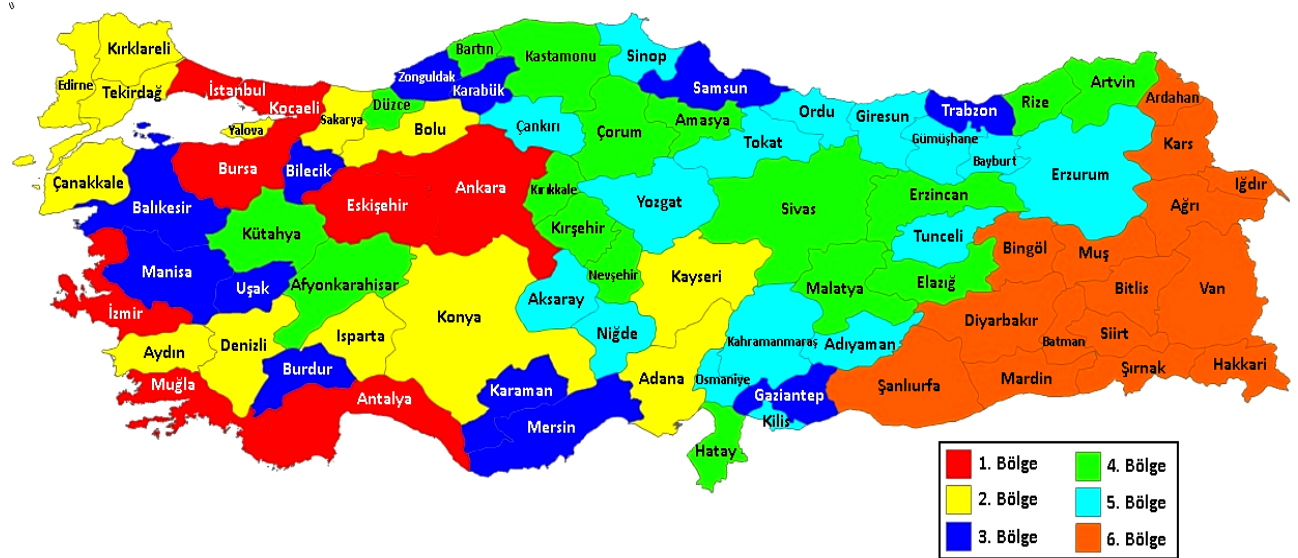 Kırklareli
Edirne
Tekirdağ
İstanbul
Kocaeli
Yalova
Sakarya
Düzce
Bolu
Zonguldak
Bartın
Karabük
Kastamonu
Sinop
Samsun
Çankırı
Çorum
Amasya
Tokat
Ordu
Giresun
Gümüşhane
Trabzon
Bayburt
Rize
Artvin
Ardahan
Kars
Iğdır
Ağrı
Erzurum
Erzincan
Çanakkale
Balıkesir
Bursa
Bilecik
Eskişehir
Ankara
Kırıkkale
Kırşehir
Yozgat
Sivas
Tunceli
Bingöl
Muş
Bitlis
Van
Kütahya
Manisa
Uşak
Afyonkarahisar
Konya
Aksaray
Nevşehir
Kayseri
Malatya
Elazığ
Diyarbakır
Batman
Siirt
Şırnak
Hakkari
İzmir
Aydın
Denizli
Isparta
Burdur
Muğla
Antalya
Karaman
Mersin
Niğde
Adana
Kahramanmaraş
Adıyaman
Osmaniye
Gaziantep
Kilis
Hatay
Şanlıurfa
Mardin
1. Bölge
2. Bölge
3. Bölge
4. Bölge
5. Bölge
6. Bölge